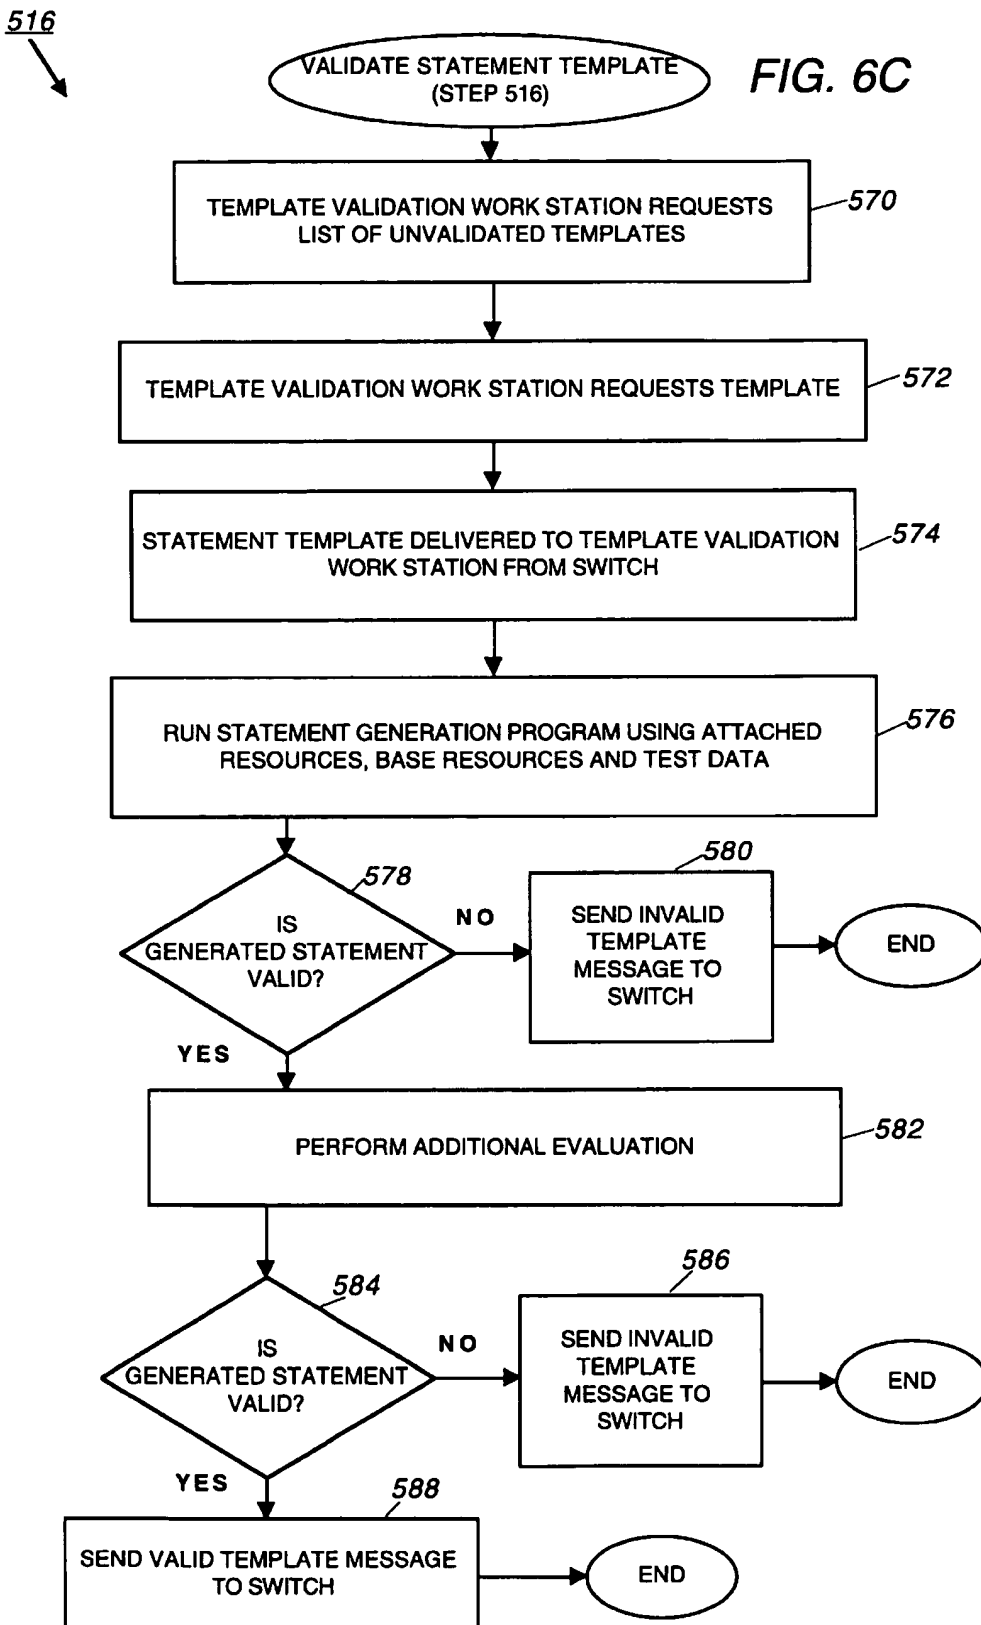 516
VALIDATE STATEMENT TEMPLATE
(STEP 516)
FIG. 6C
TEMPLATE VALIDATION WORK STATION REQUESTS
LIST OF UNVALIDATED TEMPLATES
570
TEMPLATE VALIDATION WORK STATION REQUESTS TEMPLATE
572
STATEMENT TEMPLATE DELIVERED TO TEMPLATE VALIDATION
WORK STATION FROM SWITCH
574
RUN STATEMENT GENERATION PROGRAM USING ATTACHED
RESOURCES, BASE RESOURCES AND TEST DATA
576
578
IS
GENERATED STATEMENT
VALID?
NO
580
SEND INVALID
TEMPLATE
MESSAGE TO
SWITCH
END
YES
PERFORM ADDITIONAL EVALUATION
582
584
IS
GENERATED STATEMENT
VALID?
NO
586
SEND INVALID
TEMPLATE
MESSAGE TO
SWITCH
END
YES
588
SEND VALID TEMPLATE MESSAGE
TO SWITCH
END